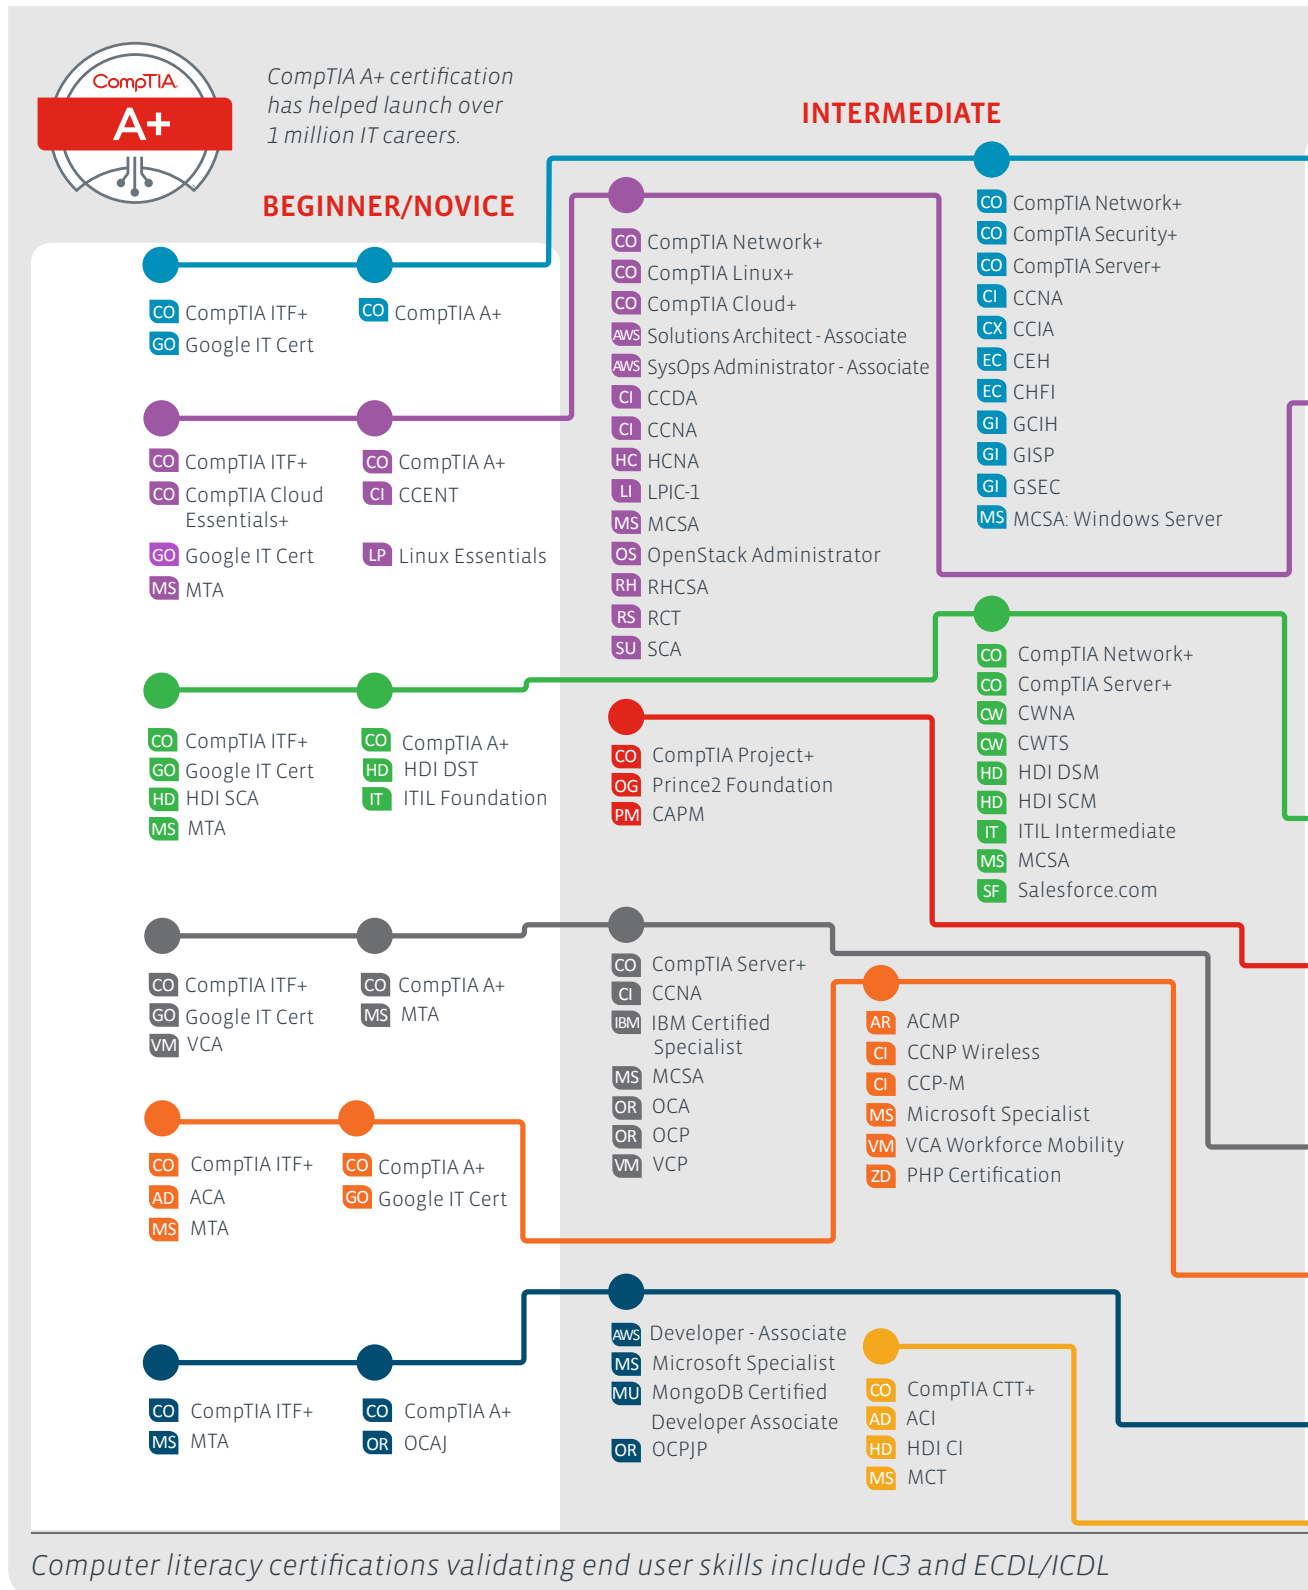 CompTIA
A+
CompTIA A+ certification
has helped launch over
1 million IT careers.
BEGINNER/NOVICE
INTERMEDIATE
CO CompTIA ITF+
GO Google IT Cert
CO CompTIA A+
CO CompTIA Network+
CO CompTIA Security+
CO CompTIA Server+
CI CCNA
CX CCIA
EC CEH
EC CHFI
GI GCIH
GI GISP
GI GSEC
MS MCSA: Windows Server
CO CompTIA ITF+
CO CompTIA Cloud
Essentials+
GO Google IT Cert
MS MTA
CO CompTIA A+
CI CCENT
LP Linux Essentials
CO CompTIA Network+
CO CompTIA Linux+
CO CompTIA Cloud+
AWS Solutions Architect - Associate
AWS SysOps Administrator - Associate
CI CCDA
CI CCNA
HC HCNA
LI LPIC-1
MS MCSA
OS OpenStack Administrator
RH RHCSA
RS RCT
SU SCA
CO CompTIA ITF+
GO Google IT Cert
HD HDI SCA
MS MTA
CO CompTIA A+
HD HDI DST
IT ITIL Foundation
CO CompTIA Network+
CO CompTIA Server+
CW CWNA
CW CWTS
HD HDI DSM
HD HDI SCM
IT ITIL Intermediate
MS MCSA
SF Salesforce.com
CO CompTIA Project+
OG Prince2 Foundation
PM CAPM
CO CompTIA ITF+
GO Google IT Cert
VM VCA
CO CompTIA A+
MS MTA
CO CompTIA Server+
CI CCNA
IBM IBM Certified
Specialist
MS MCSA
OR OCA
OR OCP
VM VCP
CO CompTIA ITF+
AD ACA
MS MTA
CO CompTIA A+
GO Google IT Cert
AR ACMP
CI CCNP Wireless
CI CCP-M
MS Microsoft Specialist
VM VCA Workforce Mobility
ZD PHP Certification
CO CompTIA ITF+
MS MTA
CO CompTIA A+
OR OCAJ
AWS Developer - Associate
MS Microsoft Specialist
MU MongoDB Certified
Developer Associate
OR OCPJP
CO CompTIA CTT+
AD ACI
HD HDI CI
MS MCT
Computer literacy certifications validating end user skills include IC3 and ECDL/ICDL